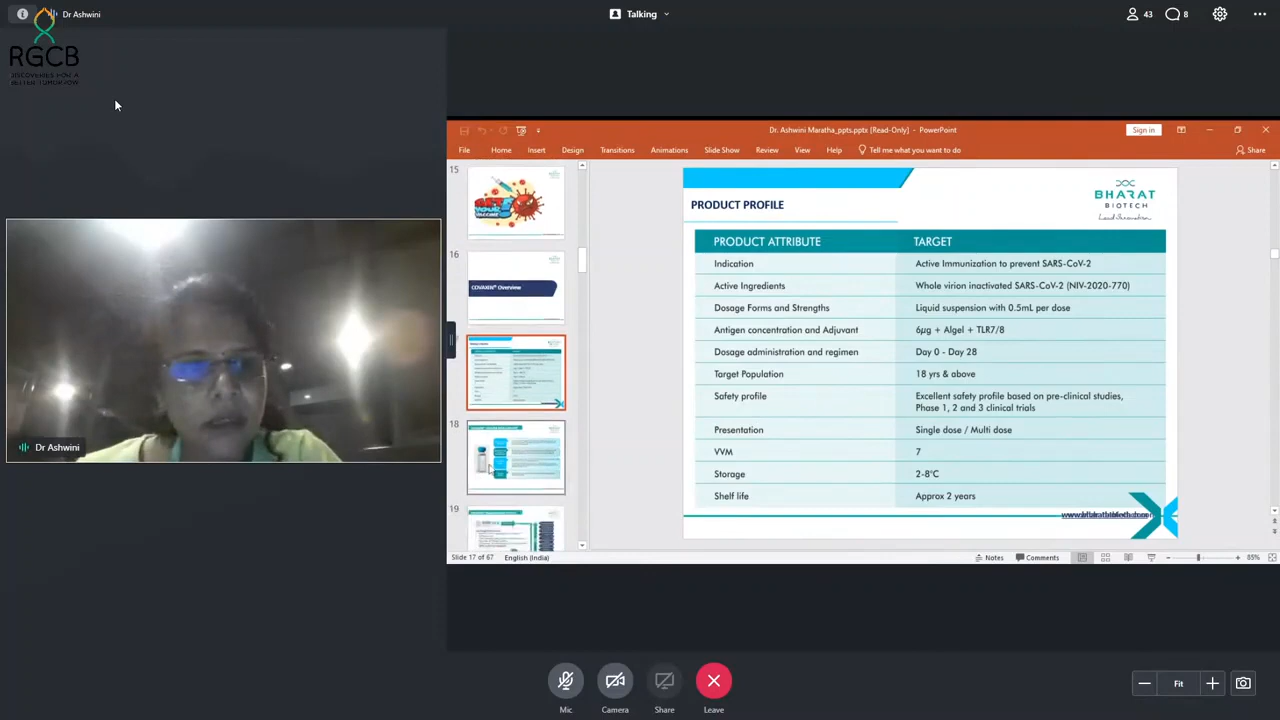 Dr Ashwini
Talking
43
8
RGCB
DISCOVERIES FOR A
BETTER TOMORROW
Dr. Ashwini Maratha_ppts.pptx [Read-Only] - PowerPoint
Sign in
File Home Insert Design Transitions Animations Slide Show Review View Help Tell me what you want to do
Share
15
16
COVAXIN® Overview
18
19
PRODUCT PROFILE
BHARAT
BIOTECH
Lead Innovation
PRODUCT ATTRIBUTE TARGET
Indication Active Immunization to prevent SARS-CoV-2
Active Ingredients Whole virion inactivated SARS-CoV-2 (NIV-2020-770)
Dosage Forms and Strengths Liquid suspension with 0.5mL per dose
Antigen concentration and Adjuvant 6µg + Algel + TLR7/8
Dosage administration and regimen Day 0 - Day 28
Target Population 18 yrs & above
Safety profile Excellent safety profile based on pre-clinical studies,
Phase 1, 2 and 3 clinical trials
Presentation Single dose / Multi dose
VVM 7
Storage 2-8°C
Shelf life Approx 2 years
Dr Ashwini
Slide 17 of 67 English (India)
Notes Comments
85%
Mic Camera Share Leave
Fit